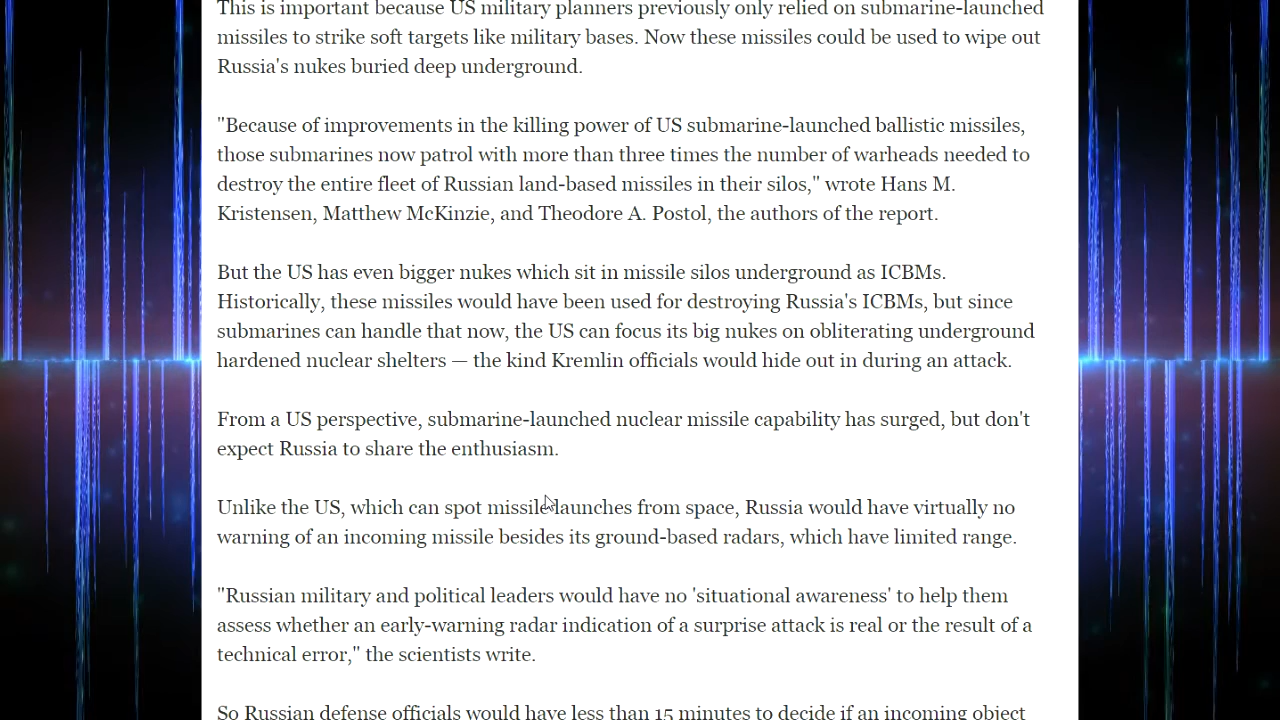 This is important because US military planners previously only relied on submarine-launched
missiles to strike soft targets like military bases. Now these missiles could be used to wipe out
Russia's nukes buried deep underground.
"Because of improvements in the killing power of US submarine-launched ballistic missiles,
those submarines now patrol with more than three times the number of warheads needed to
destroy the entire fleet of Russian land-based missiles in their silos," wrote Hans M.
Kristensen, Matthew McKinzie, and Theodore A. Postol, the authors of the report.
But the US has even bigger nukes which sit in missile silos underground as ICBMs.
Historically, these missiles would have been used for destroying Russia's ICBMs, but since
submarines can handle that now, the US can focus its big nukes on obliterating underground
hardened nuclear shelters — the kind Kremlin officials would hide out in during an attack.
From a US perspective, submarine-launched nuclear missile capability has surged, but don't
expect Russia to share the enthusiasm.
Unlike the US, which can spot missile launches from space, Russia would have virtually no
warning of an incoming missile besides its ground-based radars, which have limited range.
"Russian military and political leaders would have no 'situational awareness' to help them
assess whether an early-warning radar indication of a surprise attack is real or the result of a
technical error," the scientists write.
So Russian defense officials would have less than 15 minutes to decide if an incoming object